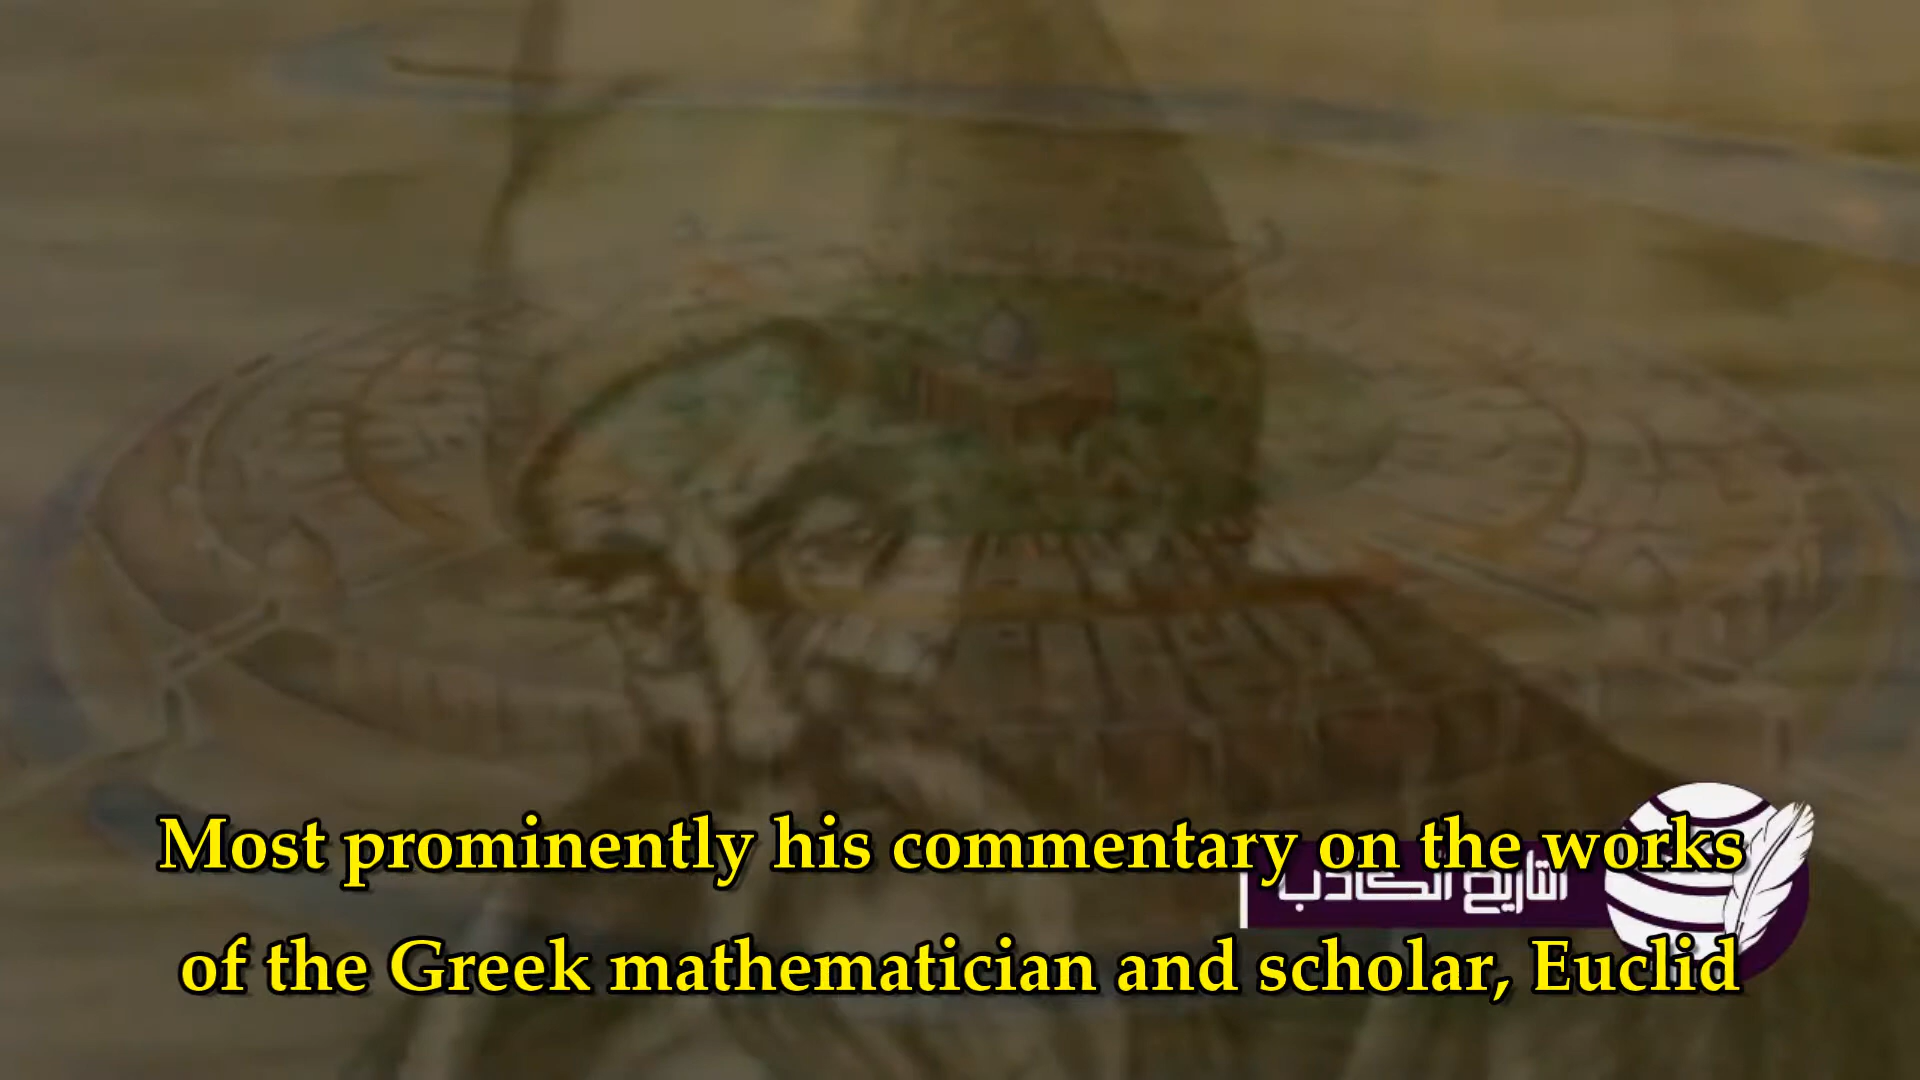 Most prominently his commentary on the works
التاريخ الكاذب
of the Greek mathematician and scholar, Euclid